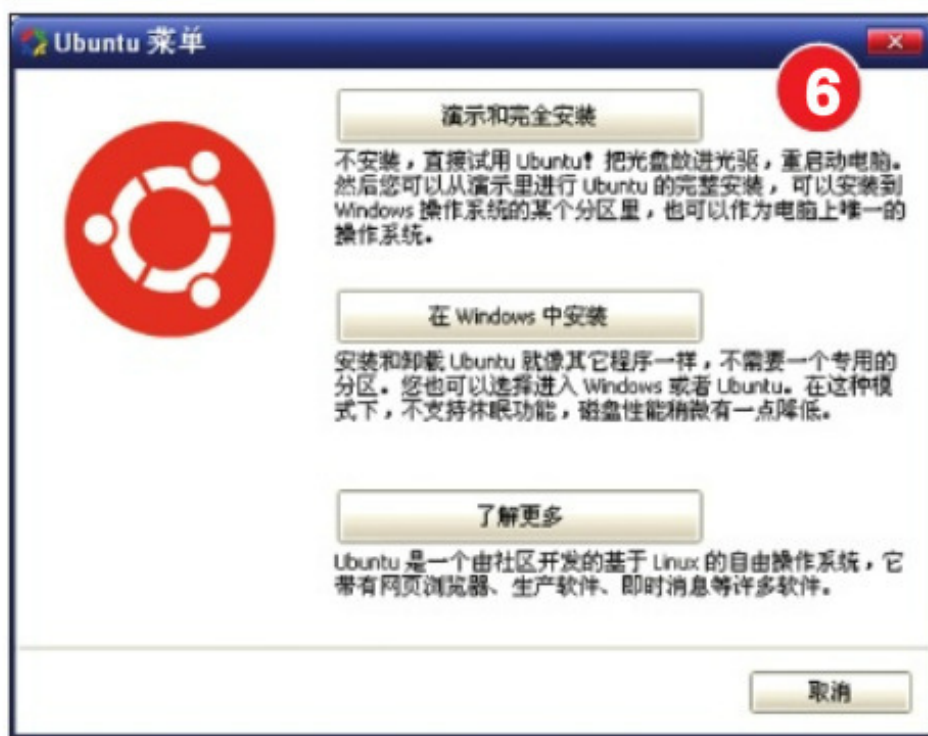 Ubuntu 菜单
6
演示和完全安装
不安装，直接试用 Ubuntu! 把光盘放进光驱，重启动电脑。
然后您可以从演示里进行 Ubuntu 的完整安装，可以安装到
Windows 操作系统的某个分区里，也可以作为电脑上唯一的
操作系统。
在 Windows 中安装
安装和卸载 Ubuntu 就像其它程序一样，不需要一个专用的
分区。您也可以选择进入 Windows 或者 Ubuntu。在这种模
式下，不支持休眠功能，磁盘性能稍微有一点降低。
了解更多
Ubuntu 是一个由社区开发的基于 Linux 的自由操作系统，它
带有网页浏览器、生产软件、即时消息等许多软件。
取消